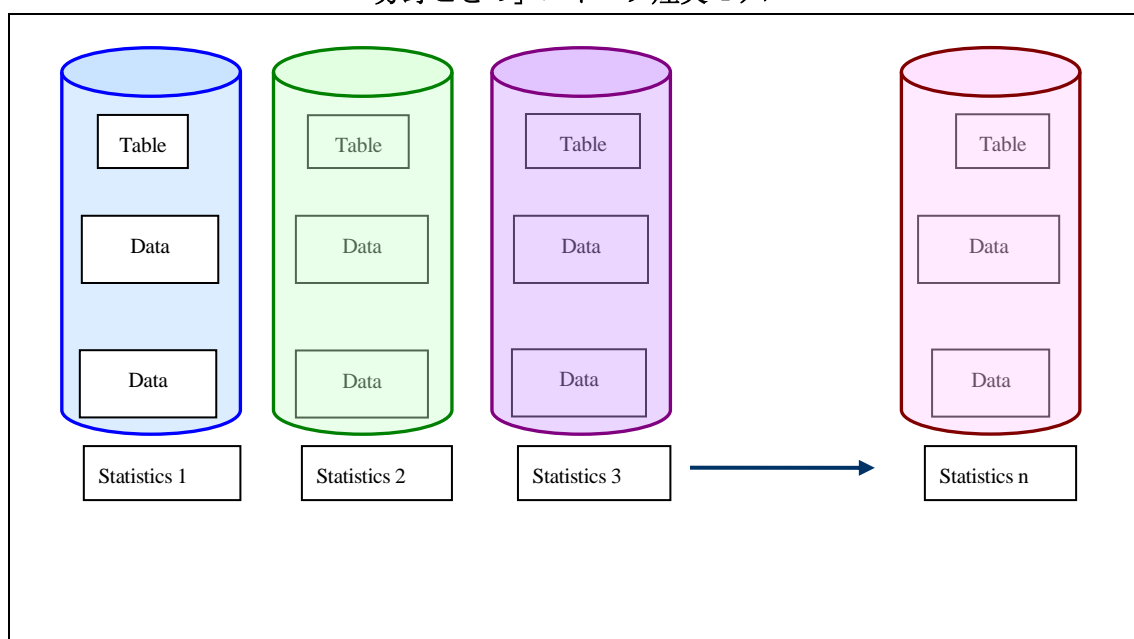 Table
Table
Table
Table
Data
Data
Data
Data
Data
Data
Data
Data
Statistics 1
Statistics 2
Statistics 3
Statistics n